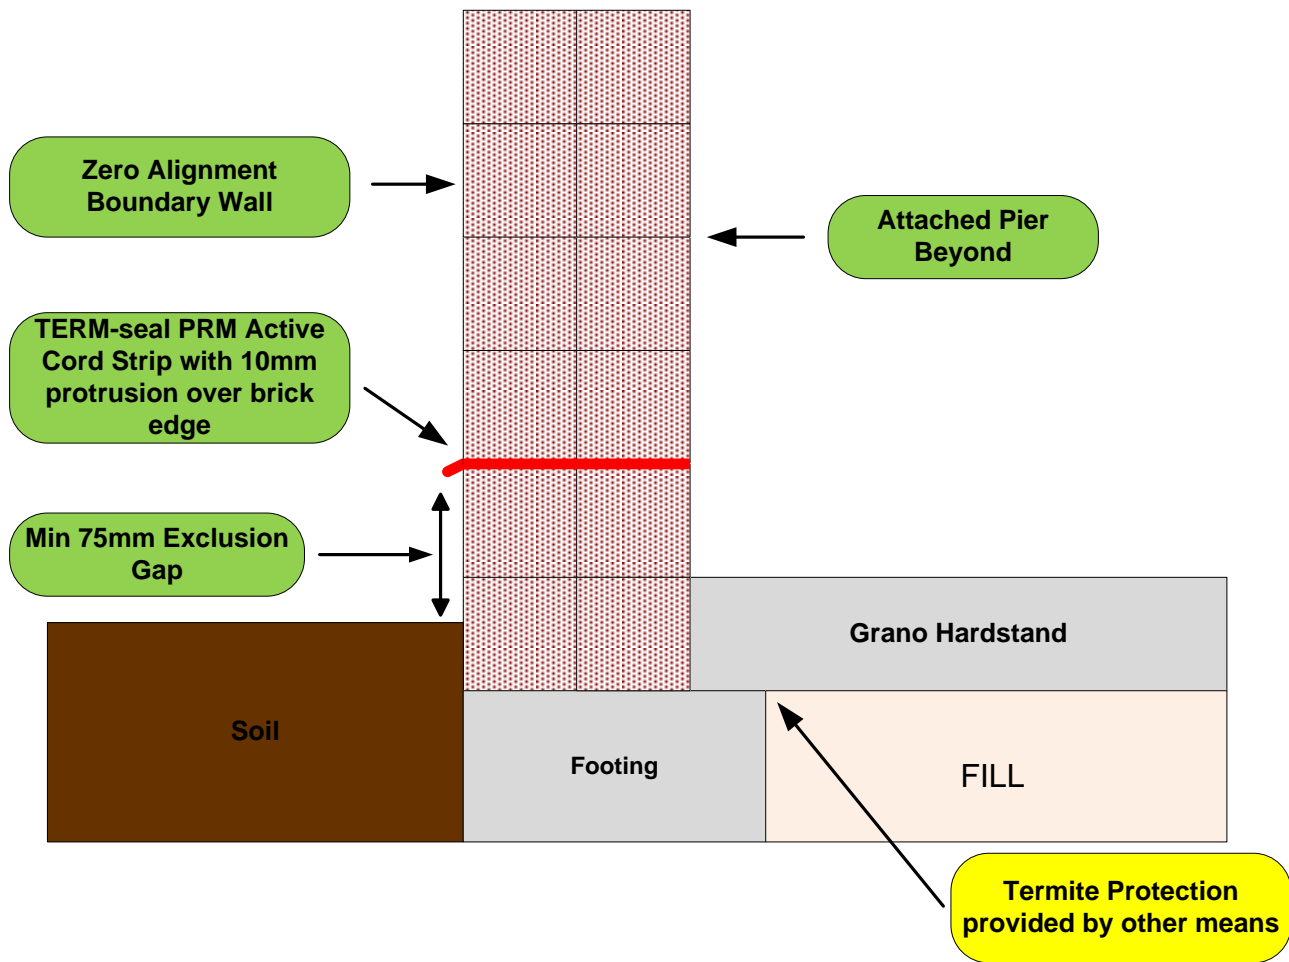 Zero Alignment
Boundary Wall
Attached Pier
Beyond
TERM-seal PRM Active
Cord Strip with 10mm
protrusion over brick
edge
Min 75mm Exclusion
Gap
Grano Hardstand
Soil
Footing
FILL
Termite Protection
provided by other means